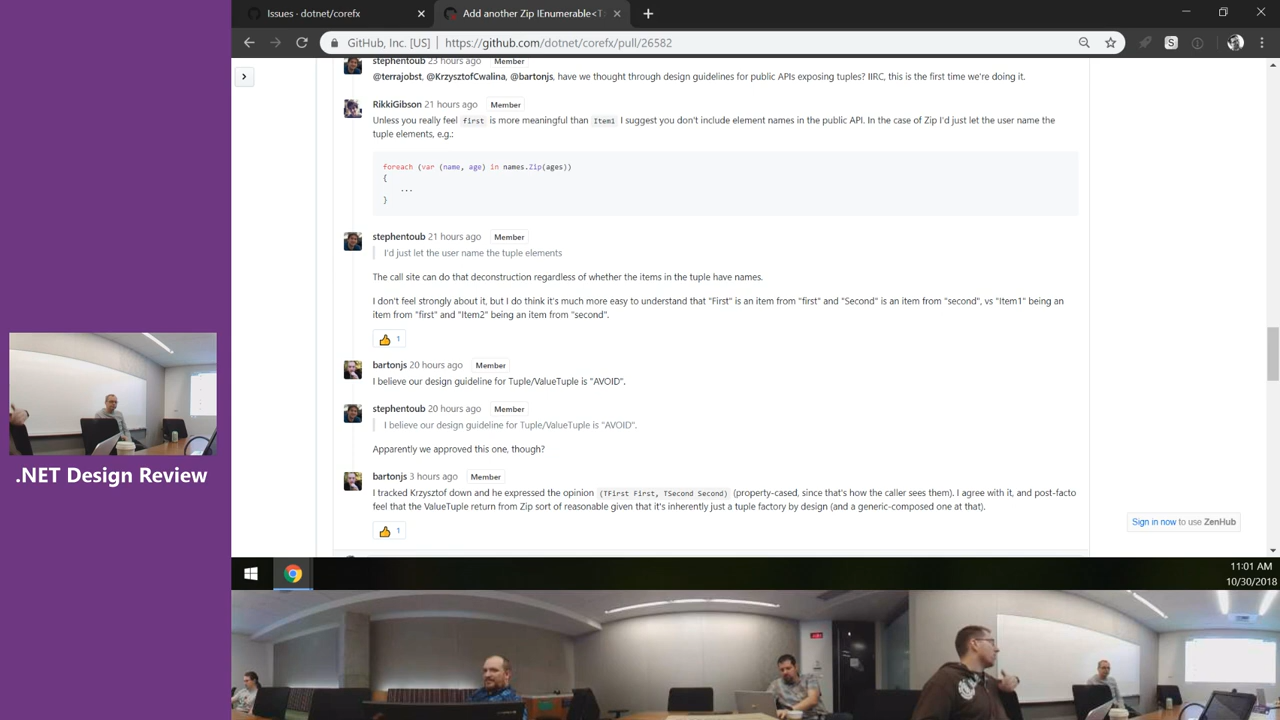 Issues · dotnet/corefx
Add another Zip IEnumerable<T
GitHub, Inc. [US] | https://github.com/dotnet/corefx/pull/26582
stephentoub 23 hours ago Member
@terrajobst, @KrzysztofCwalina, @bartonjs, have we thought through design guidelines for public APIs exposing tuples? IIRC, this is the first time we're doing it.
RikkiGibson 21 hours ago Member
Unless you really feel first is more meaningful than Item1 I suggest you don't include element names in the public API. In the case of Zip I'd just let the user name the
tuple elements, e.g.:
foreach (var (name, age) in names.Zip(ages))
{
...
}
stephentoub 21 hours ago Member
I'd just let the user name the tuple elements
The call site can do that deconstruction regardless of whether the items in the tuple have names.
I don't feel strongly about it, but I do think it's much more easy to understand that "First" is an item from "first" and "Second" is an item from "second", vs "Item1" being an
item from "first" and "Item2" being an item from "second".
1
bartonjs 20 hours ago Member
I believe our design guideline for Tuple/ValueTuple is "AVOID".
stephentoub 20 hours ago Member
I believe our design guideline for Tuple/ValueTuple is "AVOID".
Apparently we approved this one, though?
bartonjs 3 hours ago Member
I tracked Krzysztof down and he expressed the opinion (TFirst First, TSecond Second) (property-cased, since that's how the caller sees them). I agree with it, and post-facto
feel that the ValueTuple return from Zip sort of reasonable given that it's inherently just a tuple factory by design (and a generic-composed one at that).
1
Sign in now to use ZenHub
11:01 AM
10/30/2018
.NET Design Review